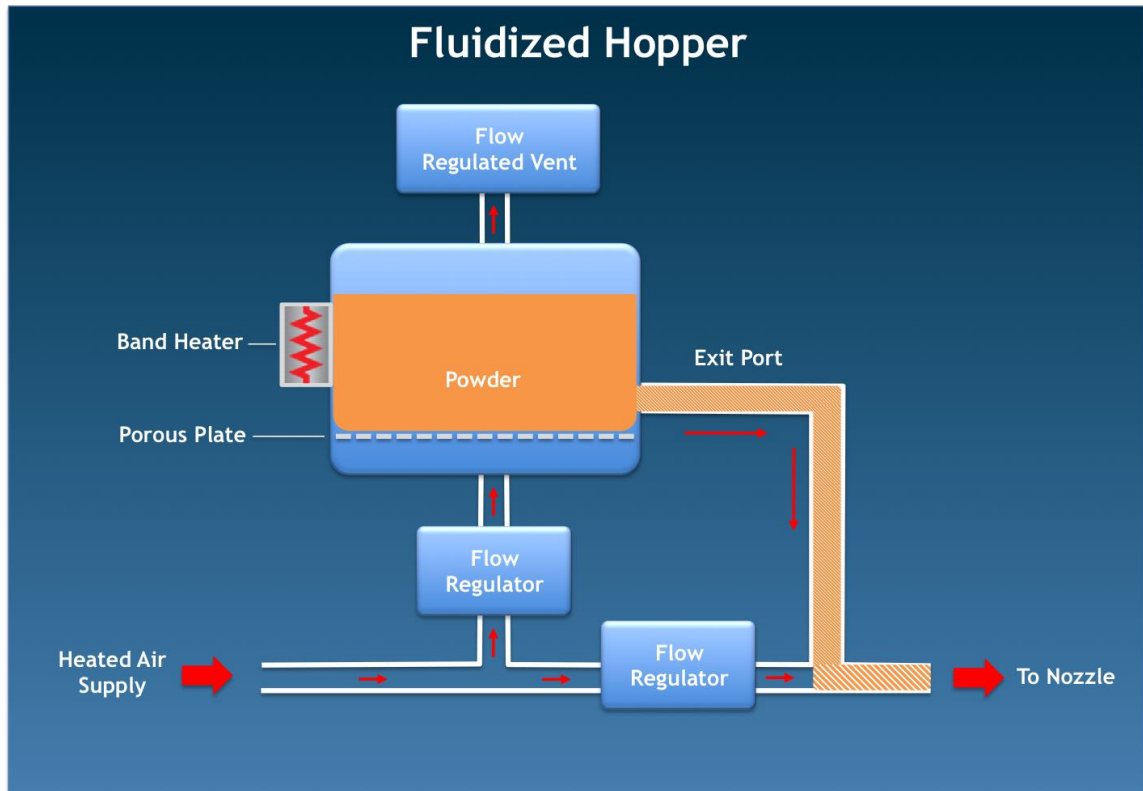 Fluidized Hopper
Flow
Regulated Vent
Band Heater
Powder
Exit Port
Porous Plate
Flow
Regulator
Heated Air
Supply
Flow
Regulator
To Nozzle